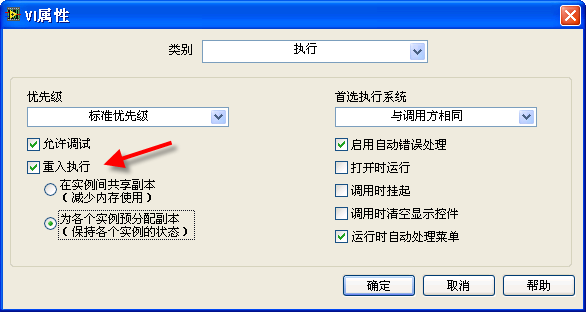 VI属性
类别
执行
优先级
标准优先级
允许调试
重入执行
在实例间共享副本
（减少内存使用）
为各个实例预分配副本
（保持各个实例的状态）
首选执行系统
与调用方相同
启用自动错误处理
打开时运行
调用时挂起
调用时清空显示控件
运行时自动处理菜单
确定
取消
帮助